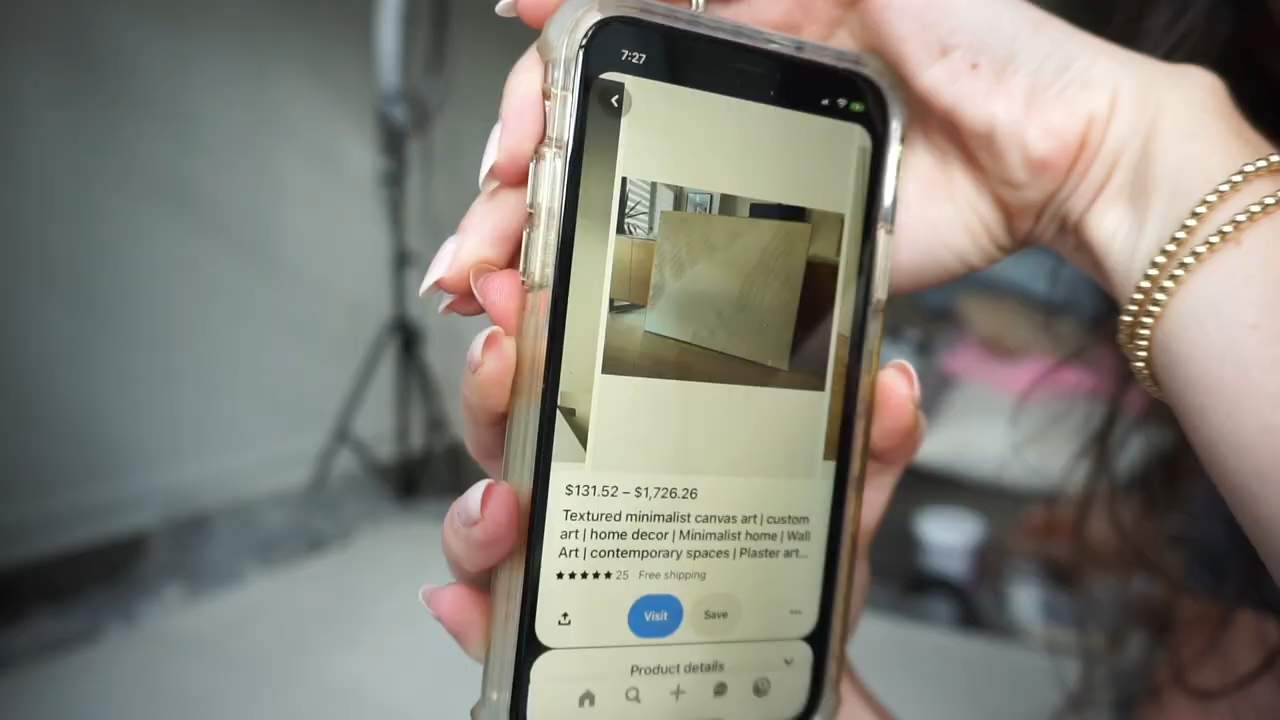 7:27
$131.52 – $1,726.26
Textured minimalist canvas art | custom
art | home decor | Minimalist home | Wall
Art | contemporary spaces | Plaster art...
★★★★★ 25 Free shipping
Visit Save
Product details